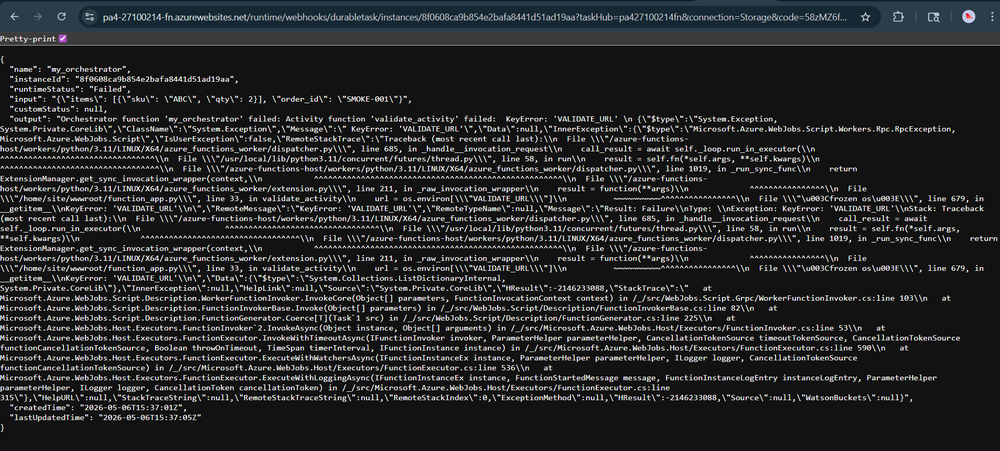 pa4-27100214-fn.azurewebsites.net/runtime/webhooks/durabletask/instances/8f0608ca9b854e2bafa8441d51ad19aa?taskHub=pa427100214fn&connection=Storage&code=58zMZ6f...
Pretty-print
{
  "name": "my_orchestrator",
  "instanceId": "8f0608ca9b854e2bafa8441d51ad19aa",
  "runtimeStatus": "Failed",
  "input": "{\"items\": [{\"sku\": \"ABC\", \"qty\": 2}], \"order_id\": \"SMOKE-001\"}",
  "customStatus": null,
  "output": "Orchestrator function 'my_orchestrator' failed: Activity function 'validate_activity' failed:  KeyError: 'VALIDATE_URL' \n {\"$type\":\"System.Exception,
System.Private.CoreLib\",\"ClassName\":\"System.Exception\",\"Message\":\" KeyError: 'VALIDATE_URL'\",\"Data\":null,\"InnerException\":{\"$type\":\"Microsoft.Azure.WebJobs.Script.Workers.Rpc.RpcException,
Microsoft.Azure.WebJobs.Script\",\"IsUserException\":false,\"RemoteStackTrace\":\"Traceback (most recent call last):\\n  File \\\"/azure-functions-
host/workers/python/3.11/LINUX/X64/azure_functions_worker/dispatcher.py\\\", line 685, in _handle__invocation_request\\n    call_result = await self._loop.run_in_executor(\\n
^^^^^^^^^^^^^^^^^^^^^^^^^^^^^^^^^\\n  File \\\"/usr/local/lib/python3.11/concurrent/futures/thread.py\\\", line 58, in run\\n    result = self.fn(*self.args, **self.kwargs)\\n
^^^^^^^^^^^^^^^^^^^^^^^^^^^^^^^^^^\\n  File \\\"/azure-functions-host/workers/python/3.11/LINUX/X64/azure_functions_worker/dispatcher.py\\\", line 1019, in _run_sync_func\\n    return
ExtensionManager.get_sync_invocation_wrapper(context,\\n           ^^^^^^^^^^^^^^^^^^^^^^^^^^^^^^^^^^^^^^^^^^^^^^^^^^^^^\\n  File \\\"/azure-functions-
host/workers/python/3.11/LINUX/X64/azure_functions_worker/extension.py\\\", line 211, in _raw_invocation_wrapper\\n    result = function(**args)\\n             ^^^^^^^^^^^^^^^^\\n  File
\\\"/home/site/wwwroot/function_app.py\\\", line 33, in validate_activity\\n    url = os.environ[\\\"VALIDATE_URL\\\"]\\n          ~~~~~~~~~~^^^^^^^^^^^^^^^^\\n  File \\\"\u003Cfrozen os\u003E\\\", line 679, in
__getitem__\\nKeyError: 'VALIDATE_URL'\\n\",\"RemoteMessage\":\"KeyError: 'VALIDATE_URL'\",\"RemoteTypeName\":null,\"Message\":\"Result: Failure\\nType: \\nException: KeyError: 'VALIDATE_URL'\\nStack: Traceback
(most recent call last):\\n  File \\\"/azure-functions-host/workers/python/3.11/LINUX/X64/azure_functions_worker/dispatcher.py\\\", line 685, in _handle__invocation_request\\n    call_result = await
self._loop.run_in_executor(\\n                  ^^^^^^^^^^^^^^^^^^^^^^^^^^^^^^^^^\\n  File \\\"/usr/local/lib/python3.11/concurrent/futures/thread.py\\\", line 58, in run\\n    result = self.fn(*self.args,
**self.kwargs)\\n             ^^^^^^^^^^^^^^^^^^^^^^^^^^^^^^^^^^\\n  File \\\"/azure-functions-host/workers/python/3.11/LINUX/X64/azure_functions_worker/dispatcher.py\\\", line 1019, in _run_sync_func\\n    return
ExtensionManager.get_sync_invocation_wrapper(context,\\n           ^^^^^^^^^^^^^^^^^^^^^^^^^^^^^^^^^^^^^^^^^^^^^^^^^^^^^\\n  File \\\"/azure-functions-
host/workers/python/3.11/LINUX/X64/azure_functions_worker/extension.py\\\", line 211, in _raw_invocation_wrapper\\n    result = function(**args)\\n             ^^^^^^^^^^^^^^^^\\n  File
\\\"/home/site/wwwroot/function_app.py\\\", line 33, in validate_activity\\n    url = os.environ[\\\"VALIDATE_URL\\\"]\\n          ~~~~~~~~~~^^^^^^^^^^^^^^^^\\n  File \\\"\u003Cfrozen os\u003E\\\", line 679, in
__getitem__\\nKeyError: 'VALIDATE_URL'\\n\",\"Data\":{\"$type\":\"System.Collections.ListDictionaryInternal,
System.Private.CoreLib\"},\"InnerException\":null,\"HelpLink\":null,\"Source\":\"System.Private.CoreLib\",\"HResult\":-2146233088,\"StackTrace\":\"   at
Microsoft.Azure.WebJobs.Script.Description.WorkerFunctionInvoker.InvokeCore(Object[] parameters, FunctionInvocationContext context) in /_/src/WebJobs.Script.Grpc/WorkerFunctionInvoker.cs:line 103\\n   at
Microsoft.Azure.WebJobs.Script.Description.FunctionInvokerBase.Invoke(Object[] parameters) in /_/src/WebJobs.Script/Description/FunctionInvokerBase.cs:line 82\\n   at
Microsoft.Azure.WebJobs.Script.Description.FunctionGenerator.Coerce[T](Task`1 src) in /_/src/WebJobs.Script/Description/FunctionGenerator.cs:line 225\\n   at
Microsoft.Azure.WebJobs.Host.Executors.FunctionInvoker`2.InvokeAsync(Object instance, Object[] arguments) in /_/src/Microsoft.Azure.WebJobs.Host/Executors/FunctionInvoker.cs:line 53\\n   at
Microsoft.Azure.WebJobs.Host.Executors.FunctionExecutor.InvokeWithTimeoutAsync(IFunctionInvoker invoker, ParameterHelper parameterHelper, CancellationTokenSource timeoutTokenSource, CancellationTokenSource
functionCancellationTokenSource, Boolean throwOnTimeout, TimeSpan timerInterval, IFunctionInstance instance) in /_/src/Microsoft.Azure.WebJobs.Host/Executors/FunctionExecutor.cs:line 590\\n   at
Microsoft.Azure.WebJobs.Host.Executors.FunctionExecutor.ExecuteWithWatchersAsync(IFunctionInstanceEx instance, ParameterHelper parameterHelper, ILogger logger, CancellationTokenSource
functionCancellationTokenSource) in /_/src/Microsoft.Azure.WebJobs.Host/Executors/FunctionExecutor.cs:line 536\\n   at
Microsoft.Azure.WebJobs.Host.Executors.FunctionExecutor.ExecuteWithLoggingAsync(IFunctionInstanceEx instance, FunctionStartedMessage message, FunctionInstanceLogEntry instanceLogEntry, ParameterHelper
parameterHelper, ILogger logger, CancellationToken cancellationToken) in /_/src/Microsoft.Azure.WebJobs.Host/Executors/FunctionExecutor.cs:line
315\"},\"HelpURL\":null,\"StackTraceString\":null,\"RemoteStackTraceString\":null,\"RemoteStackIndex\":0,\"ExceptionMethod\":null,\"HResult\":-2146233088,\"Source\":null,\"WatsonBuckets\":null}",
  "createdTime": "2026-05-06T15:37:01Z",
  "lastUpdatedTime": "2026-05-06T15:37:05Z"
}